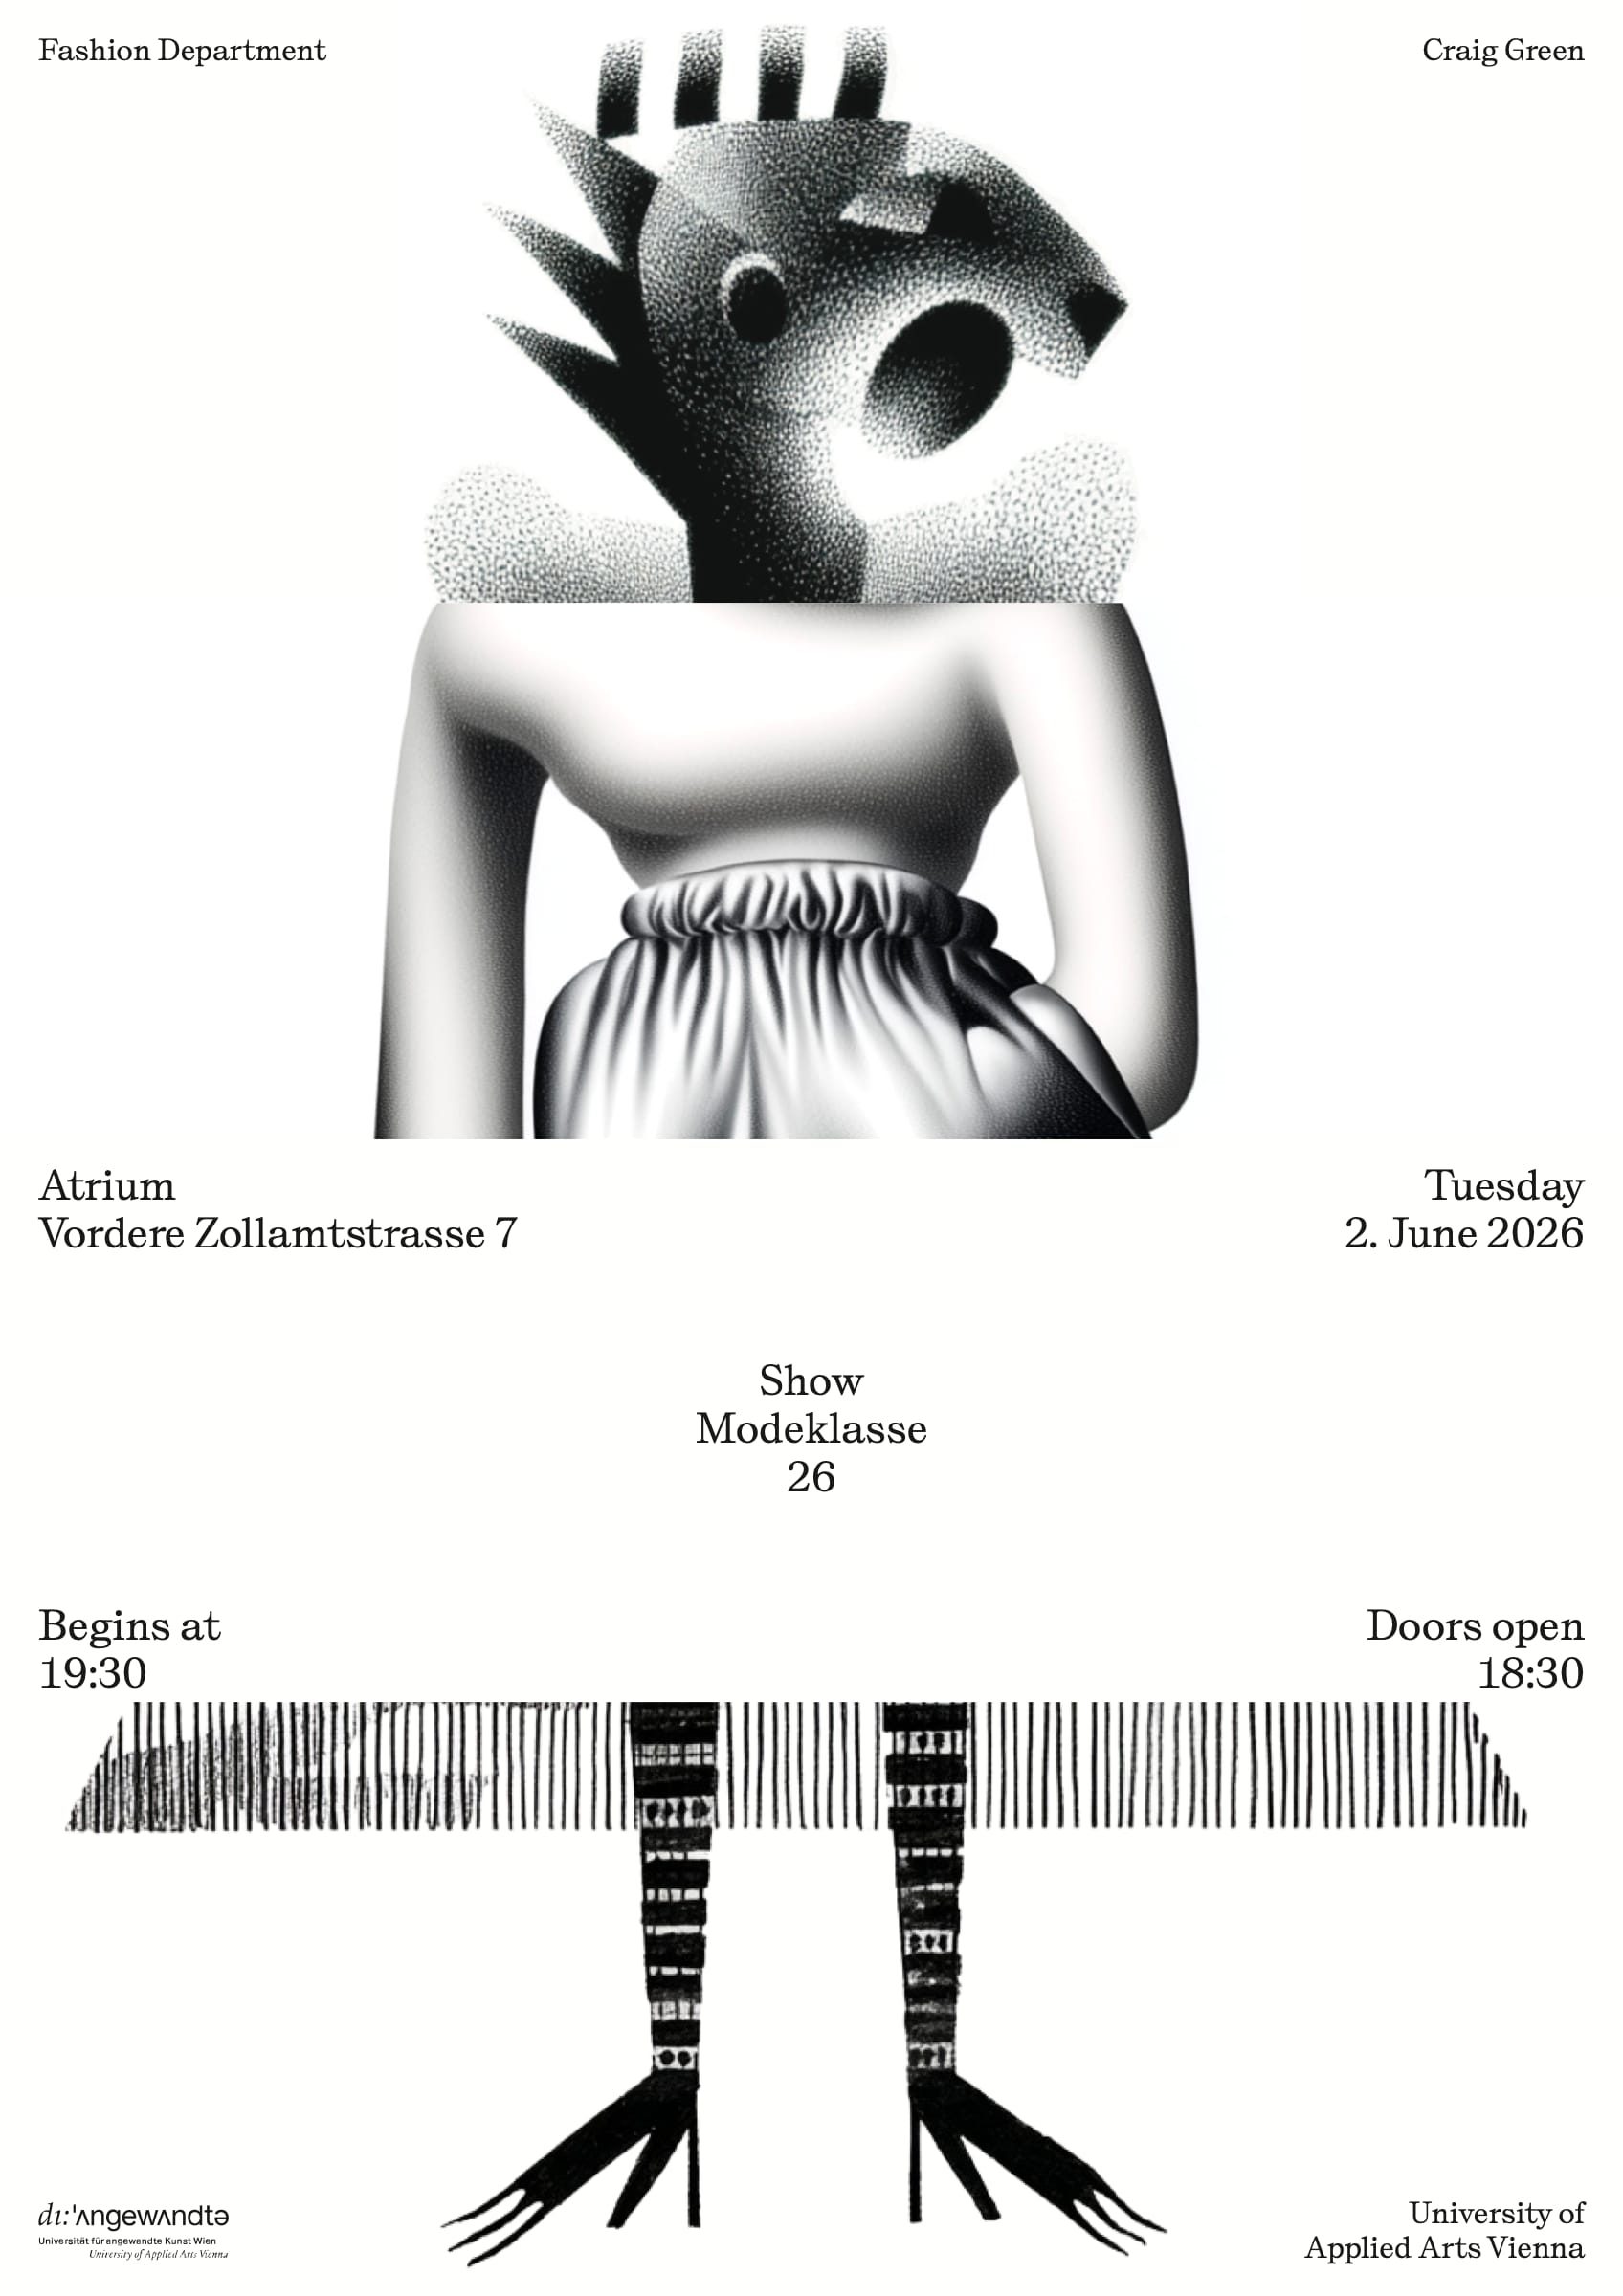 Fashion Department
Craig Green
Atrium
Vordere Zollamtstrasse 7
Tuesday
2. June 2026
Show
Modeklasse
26
Begins at
19:30
Doors open
18:30
dı:ˈʌngewʌndtə
Universität für angewandte Kunst Wien
University of Applied Arts Vienna
University of
Applied Arts Vienna